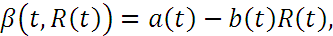 β(t, R(t)) = a(t) − b(t)R(t),